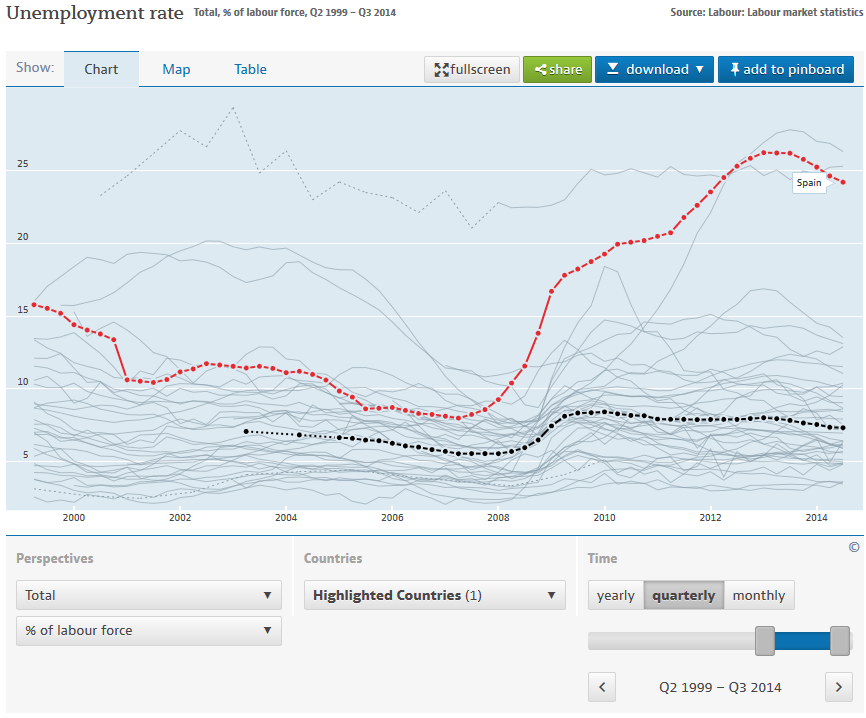 Unemployment rate Total, % of labour force, Q2 1999 – Q3 2014 Source: Labour: Labour market statistics
Show: Chart Map Table fullscreen share download ▼ add to pinboard
25
Spain
20
15
10
5
2000 2002 2004 2006 2008 2010 2012 2014
©
Perspectives Countries Time
Total ▼ Highlighted Countries (1) ▼ yearly quarterly monthly
% of labour force ▼
< Q2 1999 – Q3 2014 >